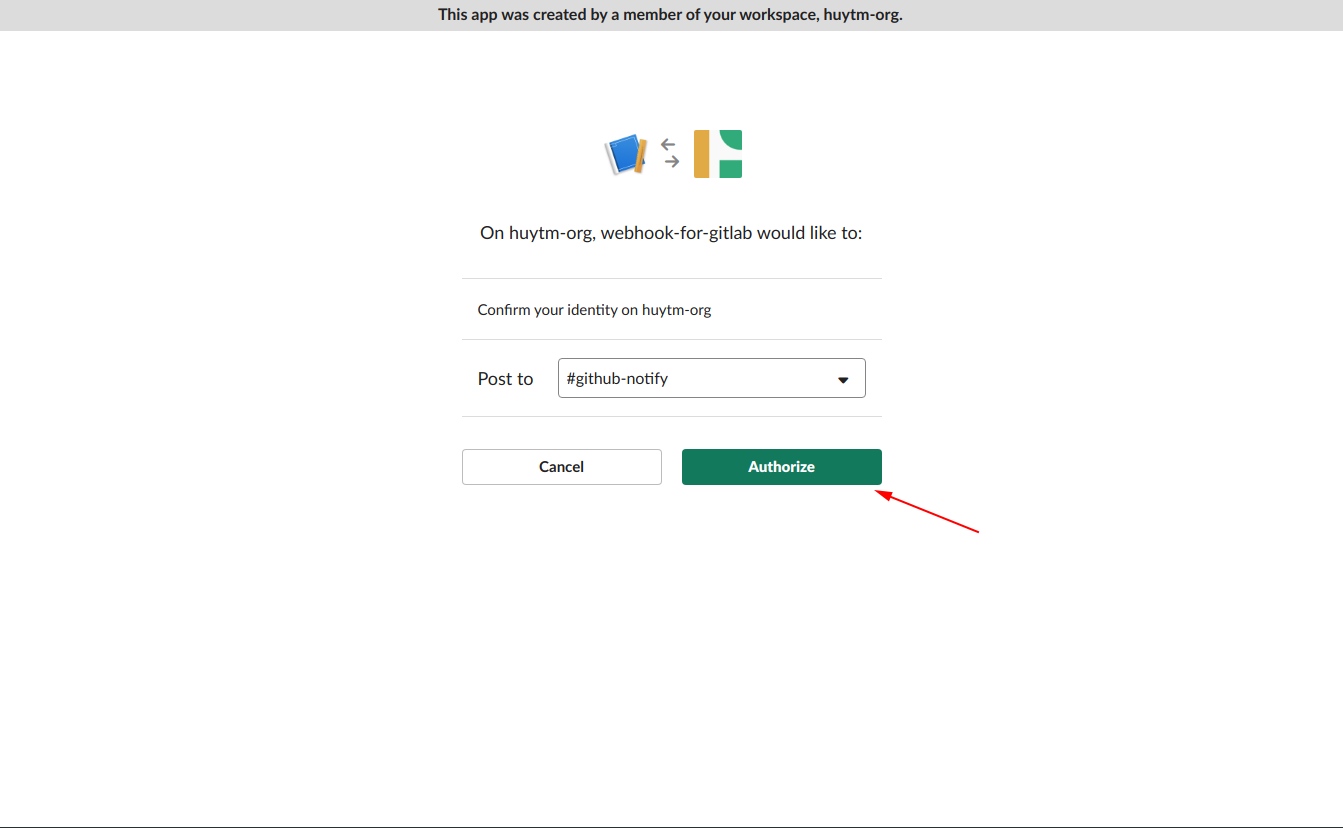 This app was created by a member of your workspace, huytm-org.
On huytm-org, webhook-for-gitlab would like to:
Confirm your identity on huytm-org
Post to #github-notify
Cancel Authorize